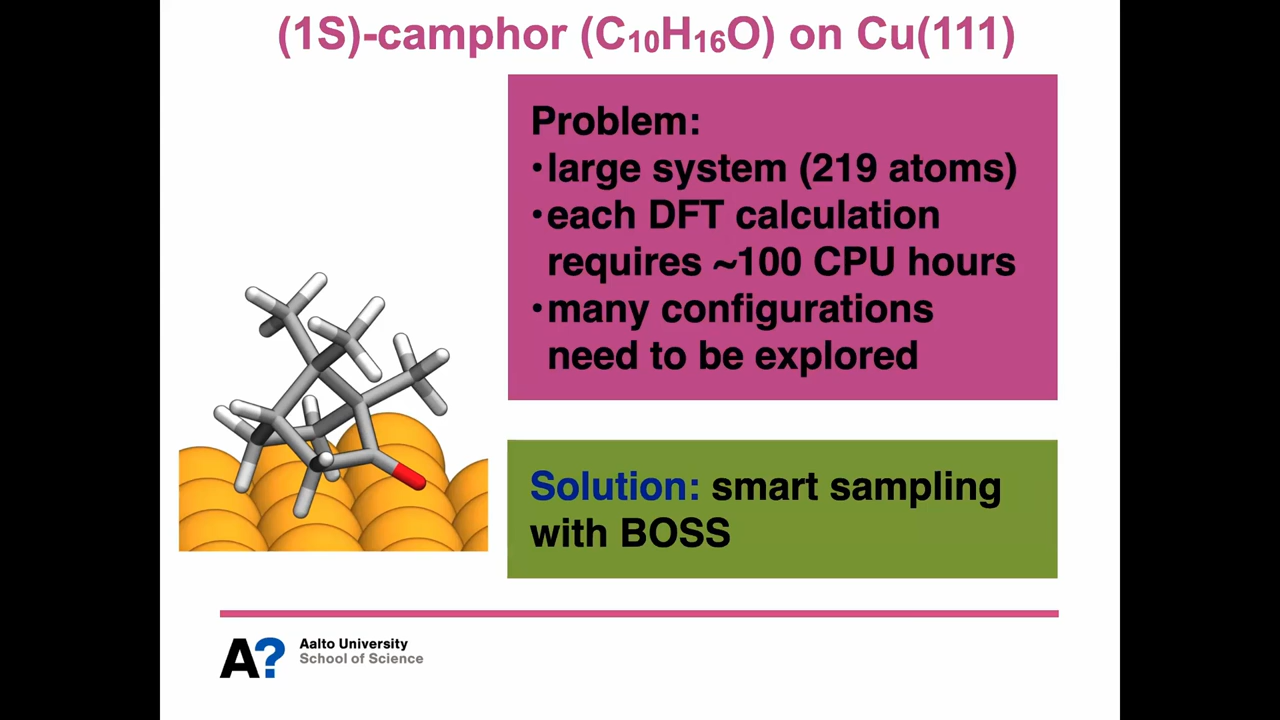 (1S)-camphor (C₁₀H₁₆O) on Cu(111)
Problem:
•large system (219 atoms)
•each DFT calculation
requires ~100 CPU hours
•many configurations
need to be explored
Solution: smart sampling
with BOSS
A?
Aalto University
School of Science